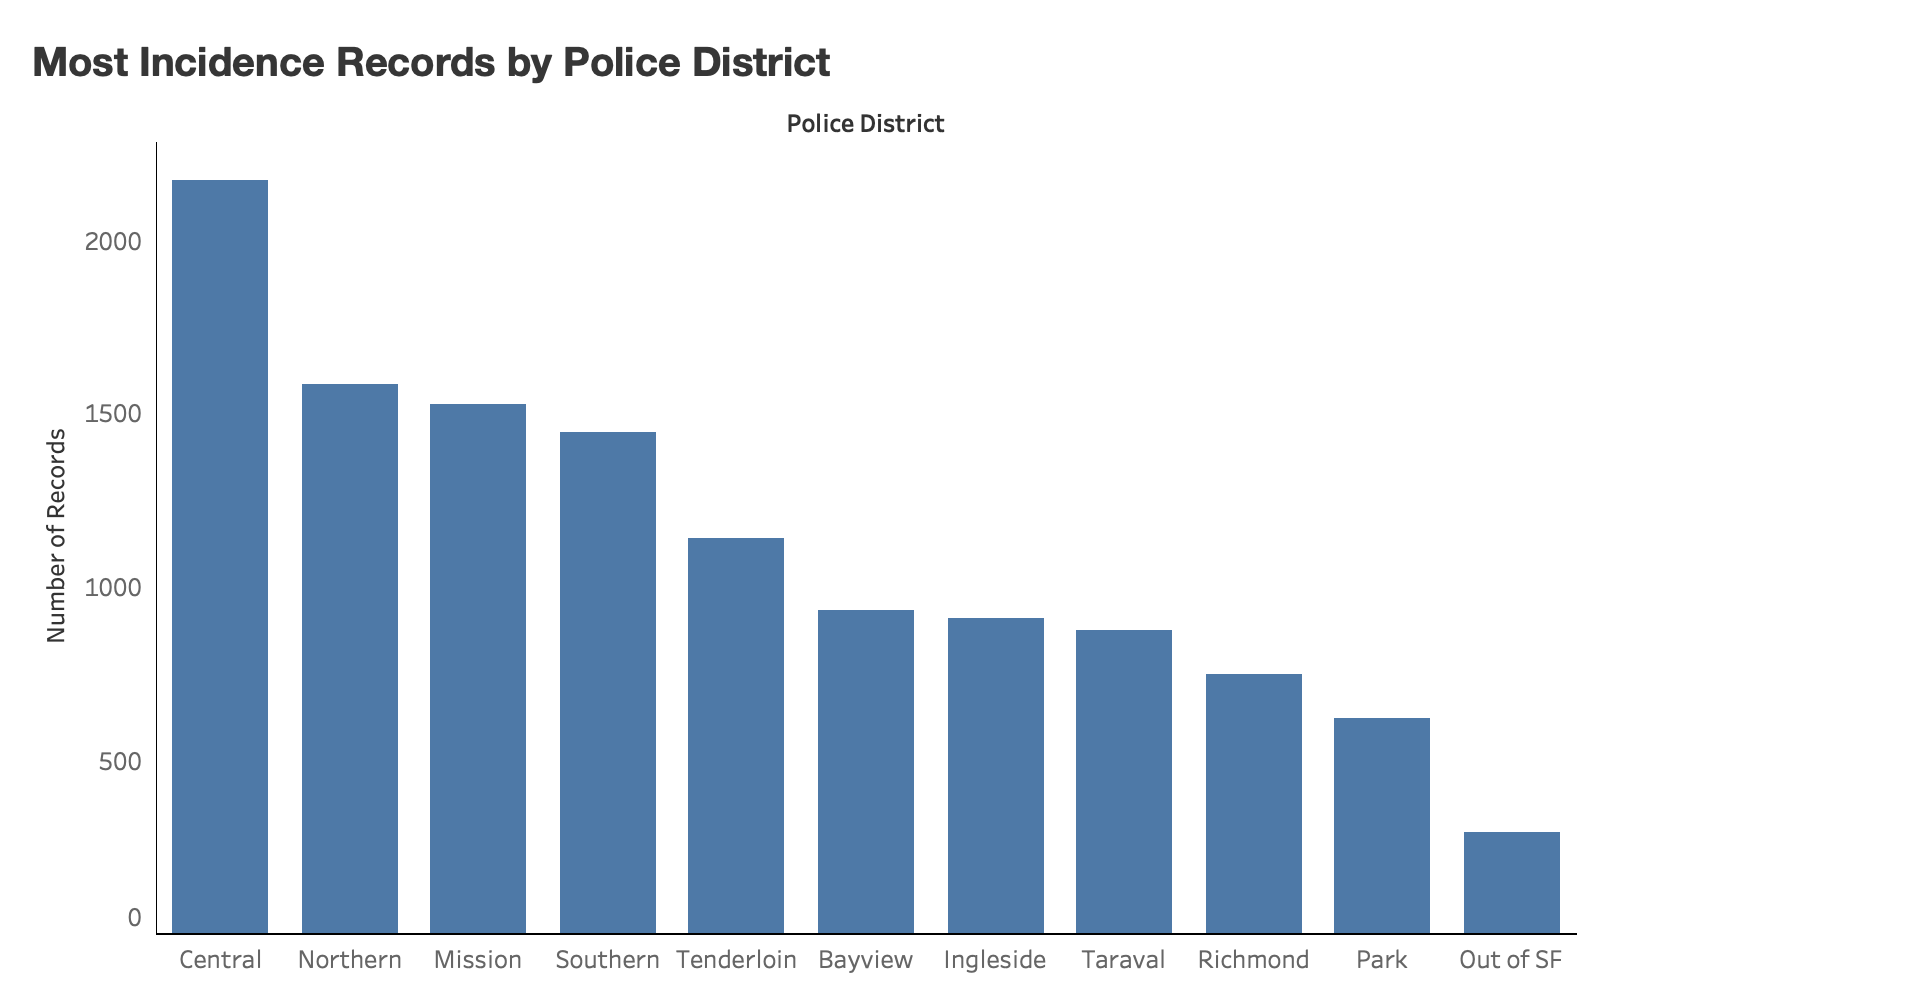 Most Incidence Records by Police District
Police District
Number of Records
2000
1500
1000
500
0
Central Northern Mission Southern Tenderloin Bayview Ingleside Taraval Richmond Park Out of SF